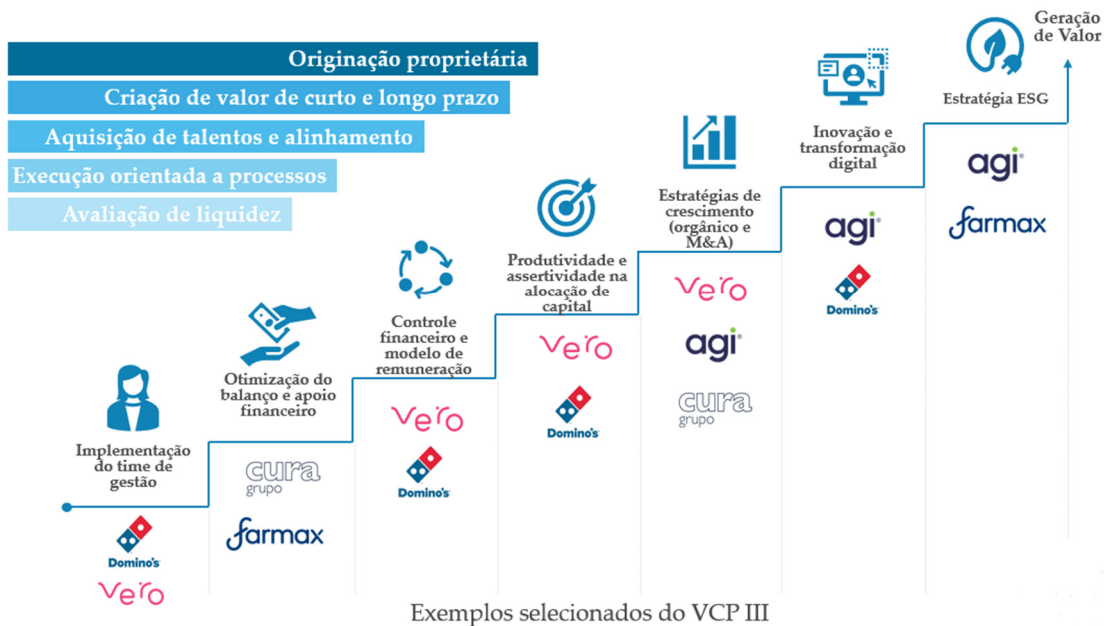 Originação proprietária
Criação de valor de curto e longo prazo
Aquisição de talentos e alinhamento
Execução orientada a processos
Avaliação de liquidez
Implementação
do time de
gestão
Domino's
vero
Otimização do
balanço e apoio
financeiro
cura
grupo
farmax
Controle
financeiro e
modelo de
remuneração
vero
Domino's
Produtividade e
assertividade na
alocação de
capital
vero
Domino's
Estratégias de
crescimento
(orgânico e
M&A)
vero
agi
cura
grupo
Inovação e
transformação
digital
agi
Domino's
Estratégia ESG
agi
farmax
Geração
de Valor
Exemplos selecionados do VCP III